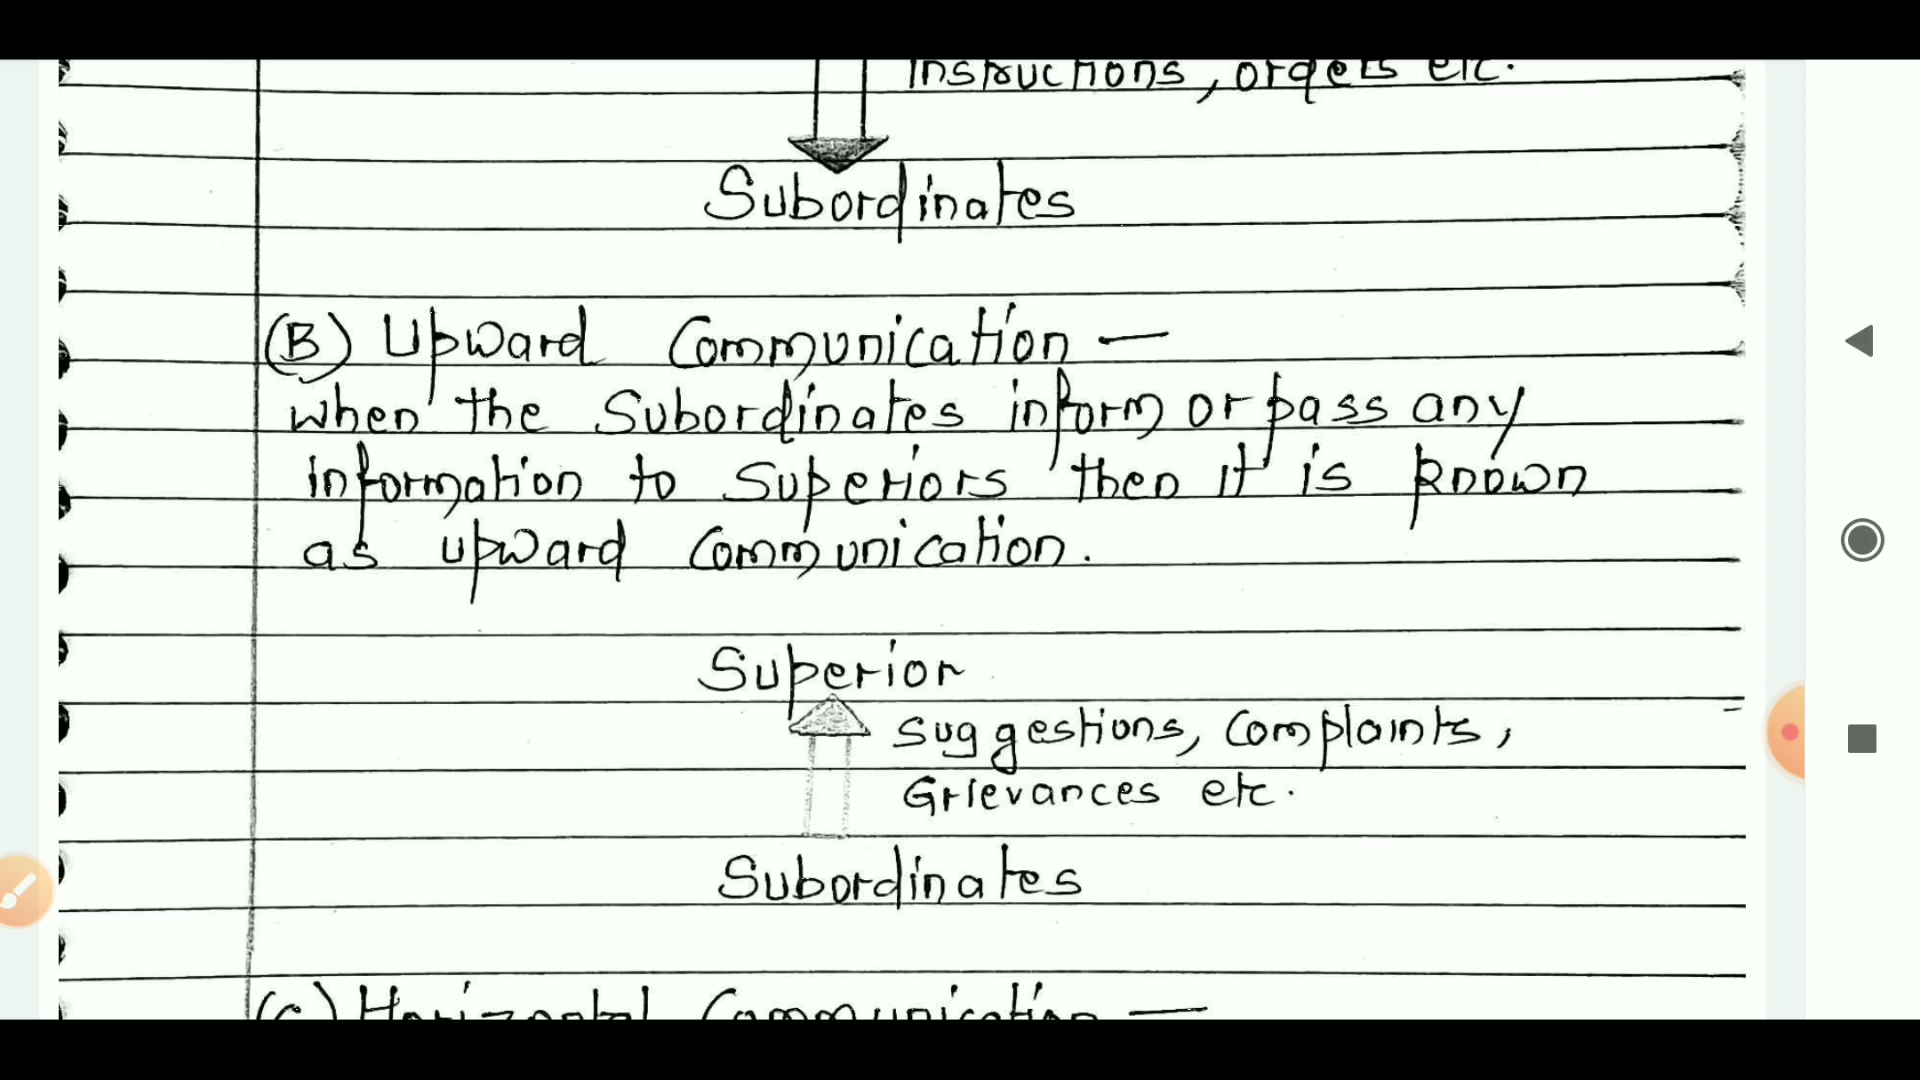 instructions, orders etc.
Subordinates
(B) Upward Communication —
when the Subordinates inform or pass any
information to Superiors then it is known
as upward Communication.
Superior
suggestions, complaints,
Grievances etc.
Subordinates
(C) Horizontal Communication —